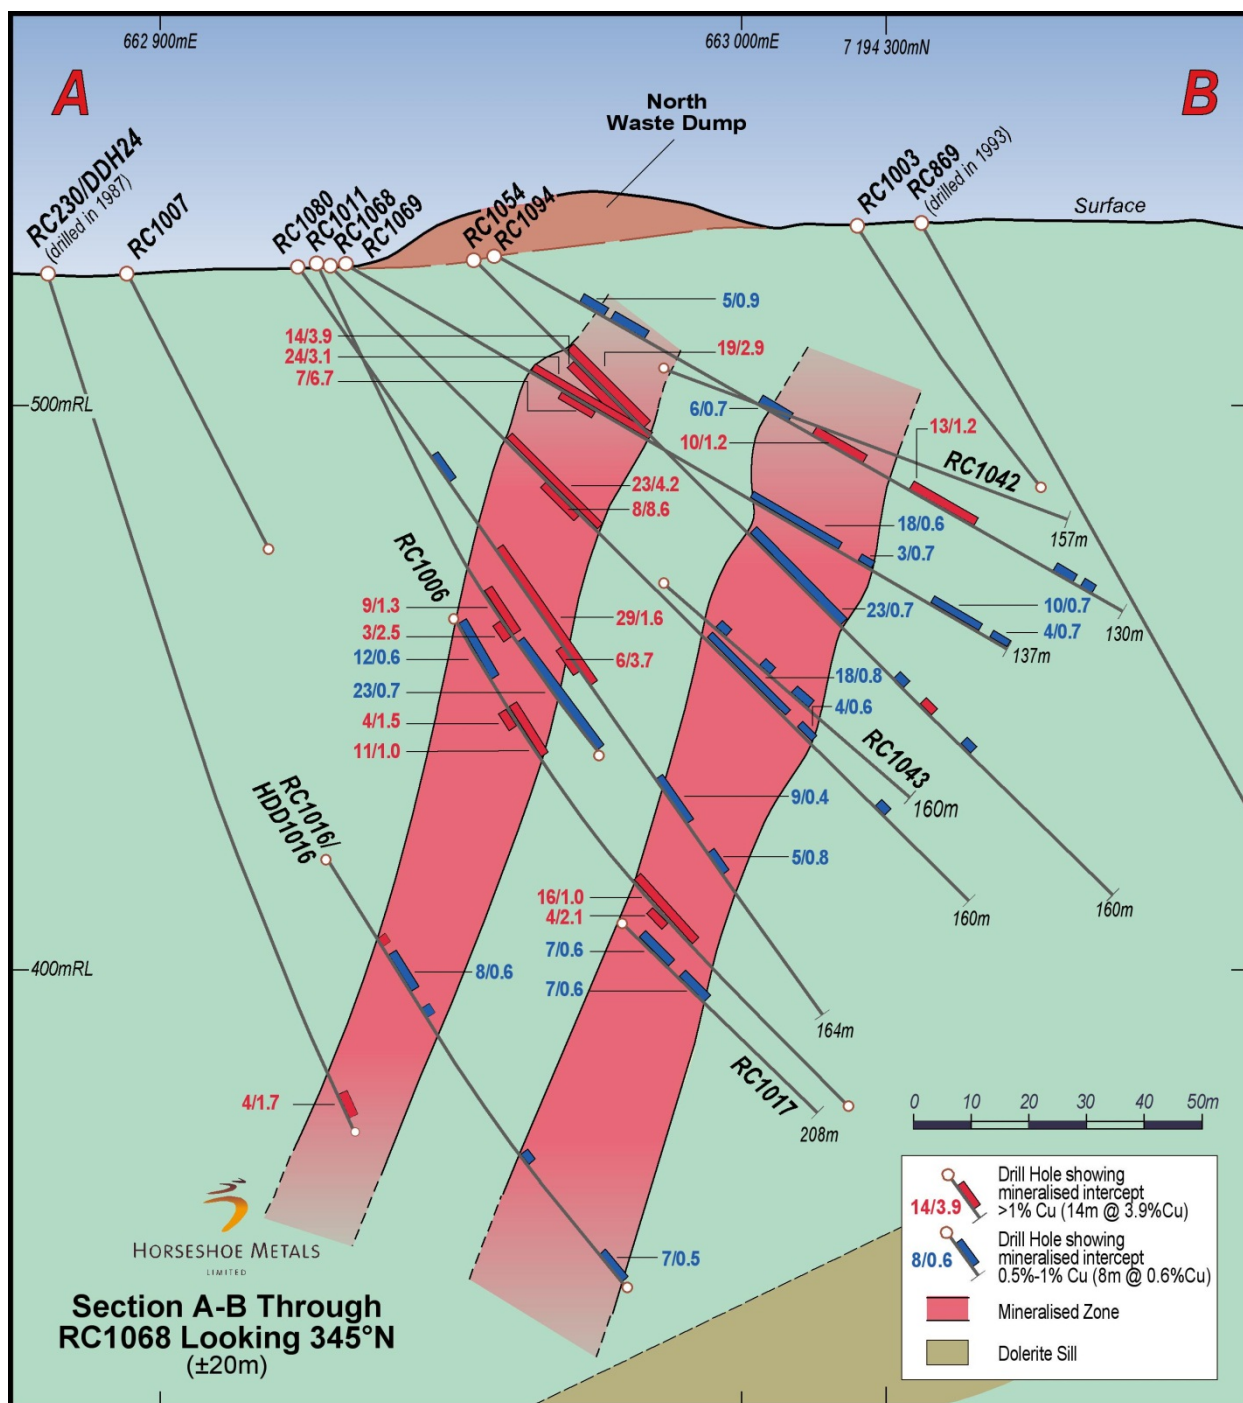 662 900mE
663 000mE
7 194 300mN
A
B
North
Waste Dump
RC230/DDH24
(drilled in 1987)
RC1007
RC1080
RC1011
RC1068
RC1069
RC1054
RC1094
RC1003
RC869
(drilled in 1993)
Surface
5/0.9
14/3.9
24/3.1
7/6.7
19/2.9
500mRL
6/0.7
10/1.2
13/1.2
RC1042
157m
23/4.2
8/8.6
18/0.6
3/0.7
RC1006
9/1.3
3/2.5
12/0.6
23/0.7
4/1.5
11/1.0
29/1.6
6/3.7
23/0.7
10/0.7
4/0.7
130m
137m
18/0.8
4/0.6
RC1043
160m
RC1016/
HDD1016
9/0.4
5/0.8
160m
160m
16/1.0
4/2.1
7/0.6
7/0.6
400mRL
8/0.6
164m
RC1017
208m
4/1.7
7/0.5
0 10 20 30 40 50m
14/3.9
Drill Hole showing
mineralised intercept
>1% Cu (14m @ 3.9%Cu)
8/0.6
Drill Hole showing
mineralised intercept
0.5%-1% Cu (8m @ 0.6%Cu)
Mineralised Zone
Dolerite Sill
HORSESHOE METALS
LIMITED
Section A-B Through
RC1068 Looking 345°N
(±20m)